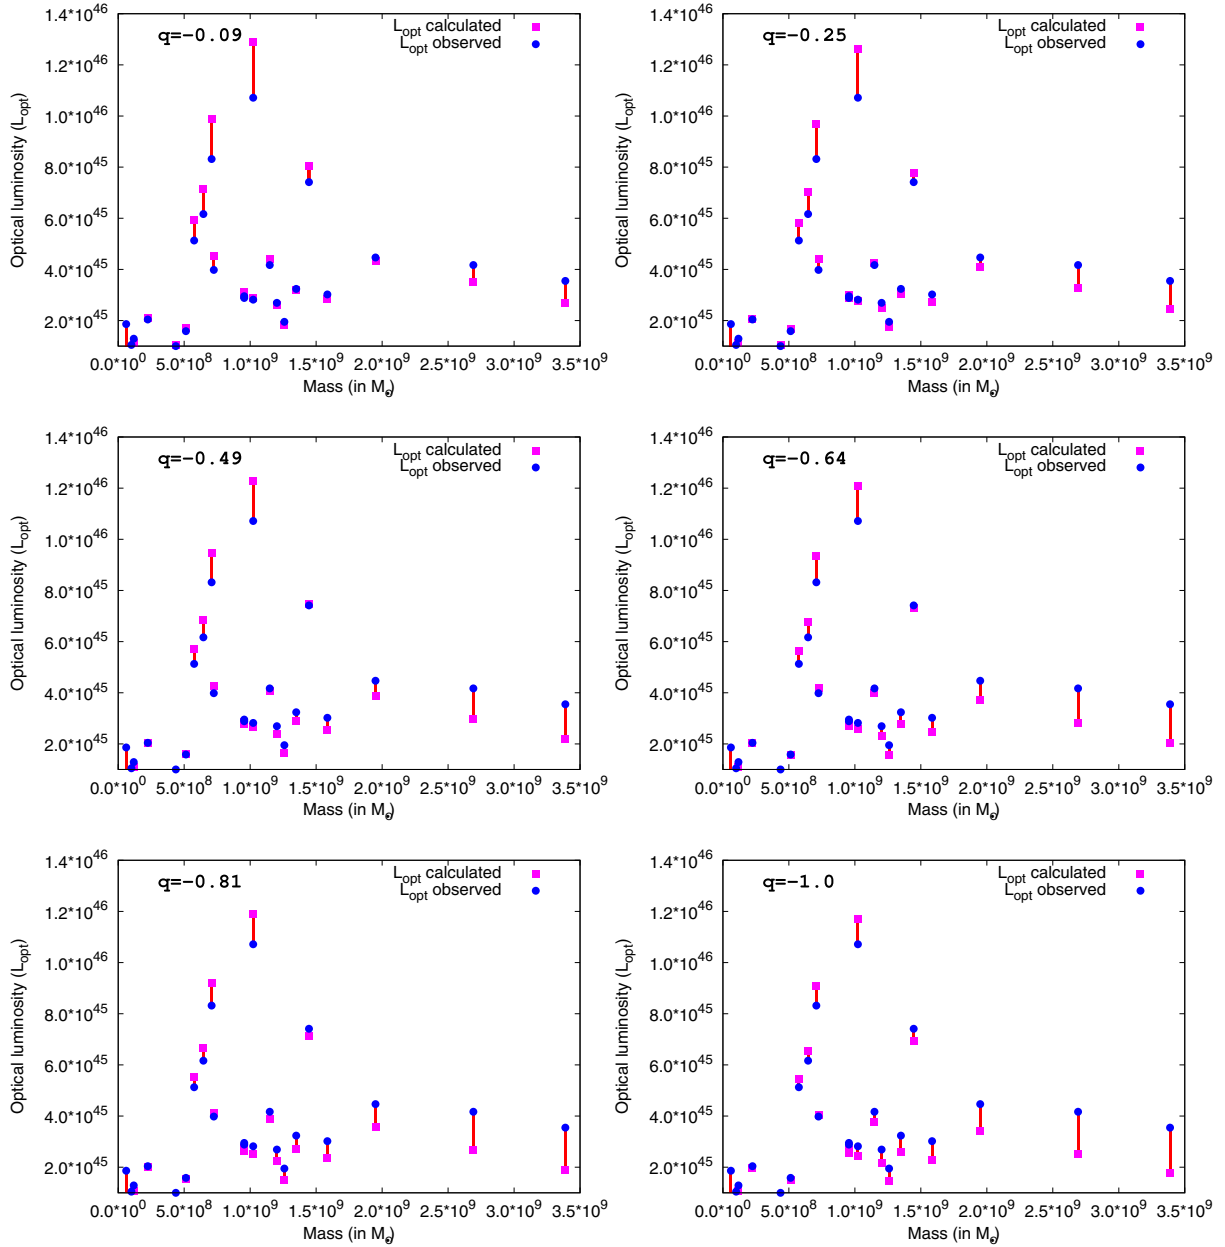 1.4*10^46
1.2*10^46
1.0*10^46
8.0*10^45
6.0*10^45
4.0*10^45
2.0*10^45
Optical luminosity (L_opt)
q=−0.09
L_opt calculated
L_opt observed
0.0*10^0 5.0*10^8 1.0*10^9 1.5*10^9 2.0*10^9 2.5*10^9 3.0*10^9 3.5*10^9
Mass (in M_⊙)
1.4*10^46
1.2*10^46
1.0*10^46
8.0*10^45
6.0*10^45
4.0*10^45
2.0*10^45
Optical luminosity (L_opt)
q=−0.25
L_opt calculated
L_opt observed
0.0*10^0 5.0*10^8 1.0*10^9 1.5*10^9 2.0*10^9 2.5*10^9 3.0*10^9 3.5*10^9
Mass (in M_⊙)
1.4*10^46
1.2*10^46
1.0*10^46
8.0*10^45
6.0*10^45
4.0*10^45
2.0*10^45
Optical luminosity (L_opt)
q=−0.49
L_opt calculated
L_opt observed
0.0*10^0 5.0*10^8 1.0*10^9 1.5*10^9 2.0*10^9 2.5*10^9 3.0*10^9 3.5*10^9
Mass (in M_⊙)
1.4*10^46
1.2*10^46
1.0*10^46
8.0*10^45
6.0*10^45
4.0*10^45
2.0*10^45
Optical luminosity (L_opt)
q=−0.64
L_opt calculated
L_opt observed
0.0*10^0 5.0*10^8 1.0*10^9 1.5*10^9 2.0*10^9 2.5*10^9 3.0*10^9 3.5*10^9
Mass (in M_⊙)
1.4*10^46
1.2*10^46
1.0*10^46
8.0*10^45
6.0*10^45
4.0*10^45
2.0*10^45
Optical luminosity (L_opt)
q=−0.81
L_opt calculated
L_opt observed
0.0*10^0 5.0*10^8 1.0*10^9 1.5*10^9 2.0*10^9 2.5*10^9 3.0*10^9 3.5*10^9
Mass (in M_⊙)
1.4*10^46
1.2*10^46
1.0*10^46
8.0*10^45
6.0*10^45
4.0*10^45
2.0*10^45
Optical luminosity (L_opt)
q=−1.0
L_opt calculated
L_opt observed
0.0*10^0 5.0*10^8 1.0*10^9 1.5*10^9 2.0*10^9 2.5*10^9 3.0*10^9 3.5*10^9
Mass (in M_⊙)